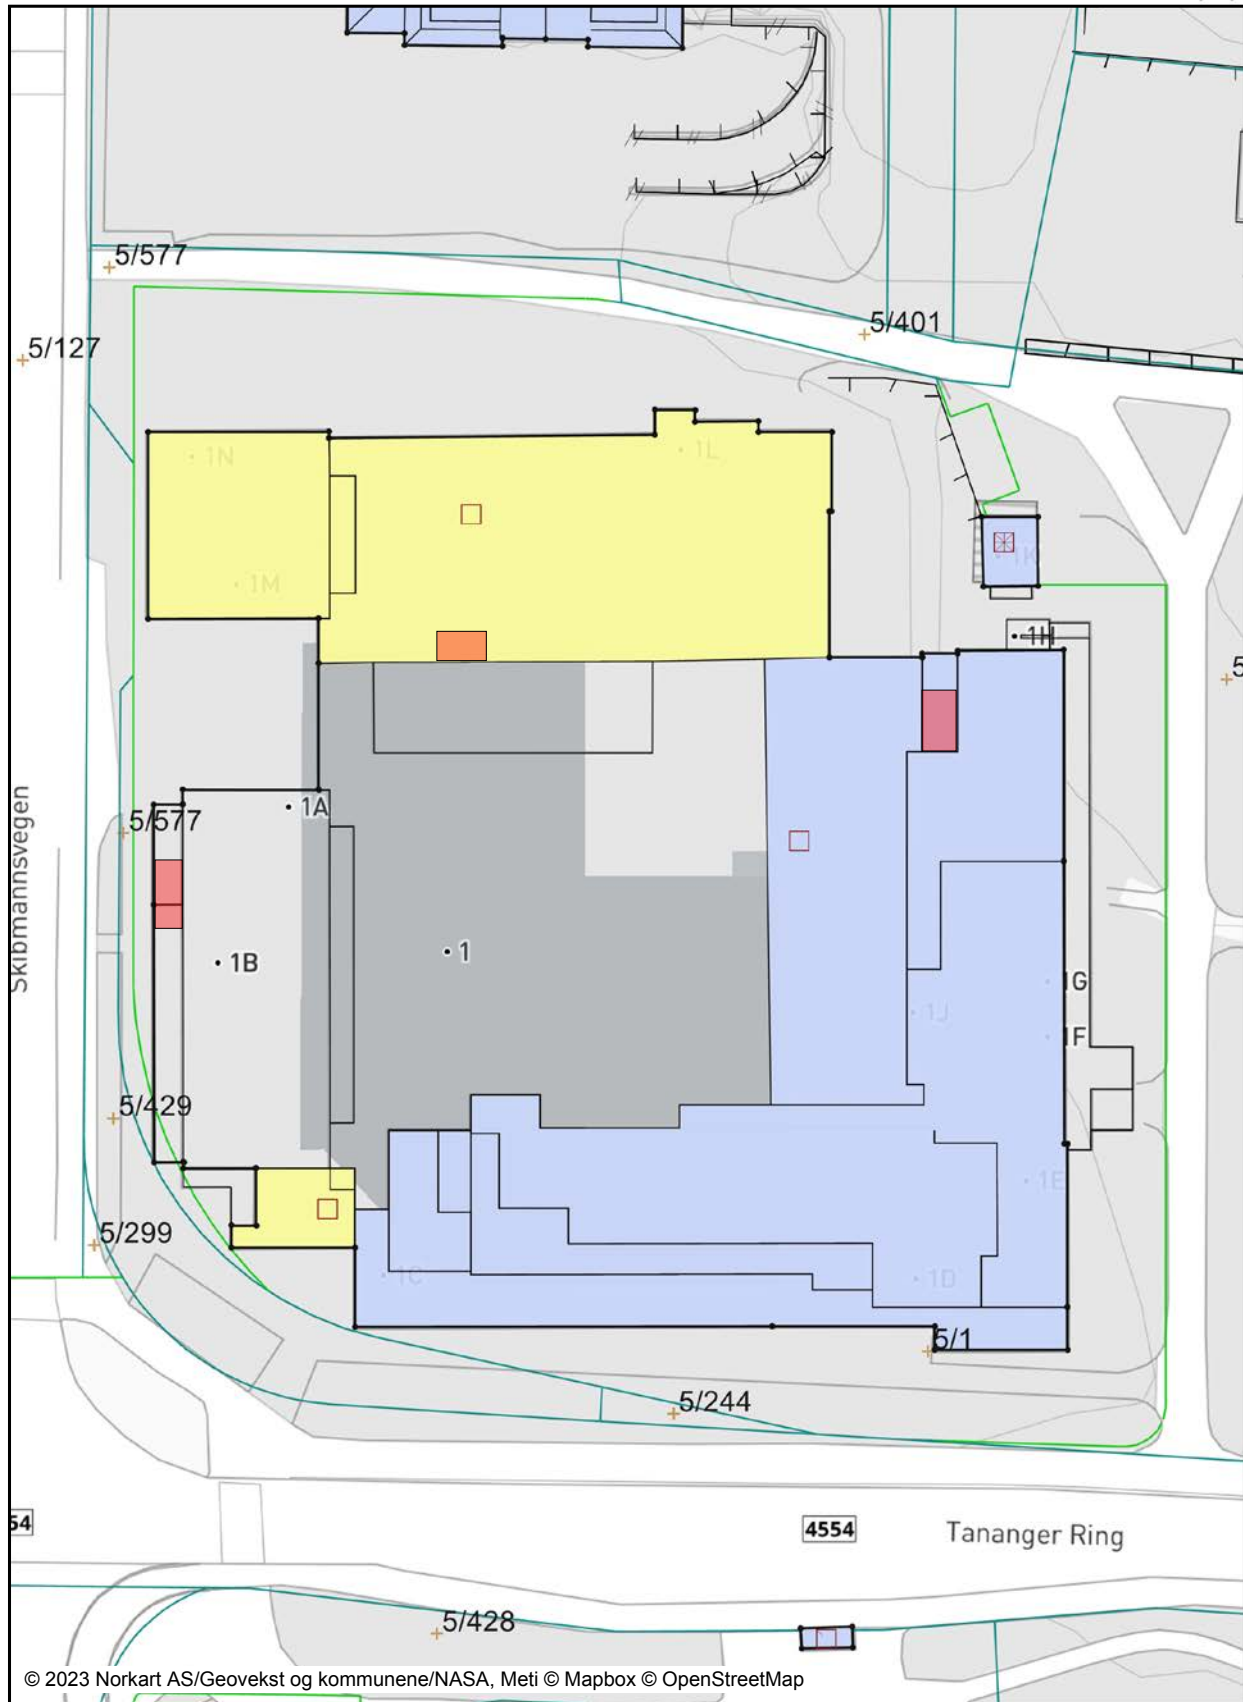 5/577
5/401
5/127
1N
1L
1M
1K
1H
5
1A
5/577
Skibmannsvegen
1B
1
1G
1J
1F
5/429
1E
5/299
1C
1D
5/1
5/244
54
4554
Tananger Ring
5/428
© 2023 Norkart AS/Geovekst og kommunene/NASA, Meti © Mapbox © OpenStreetMap